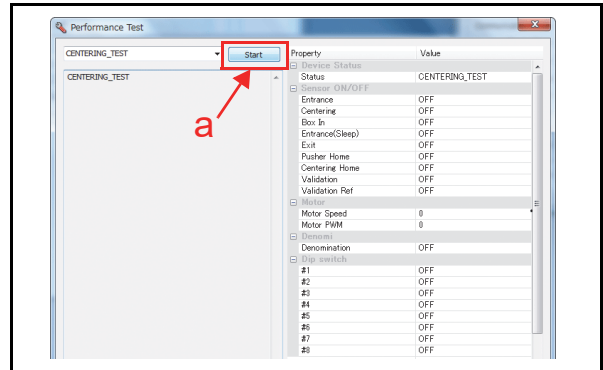 Performance Test
CENTERING_TEST
Start
CENTERING_TEST
a
Property Value
Device Status
Status CENTERING_TEST
Sensor ON/OFF
Entrance OFF
Centering OFF
Box In OFF
Entrance(Sleep) OFF
Exit OFF
Pusher Home OFF
Centering Home OFF
Validation OFF
Validation Ref OFF
Motor
Motor Speed 0
Motor PWM 0
Denomi
Denomination OFF
Dip switch
#1 OFF
#2 OFF
#3 OFF
#4 OFF
#5 OFF
#6 OFF
#7 OFF
#8 OFF